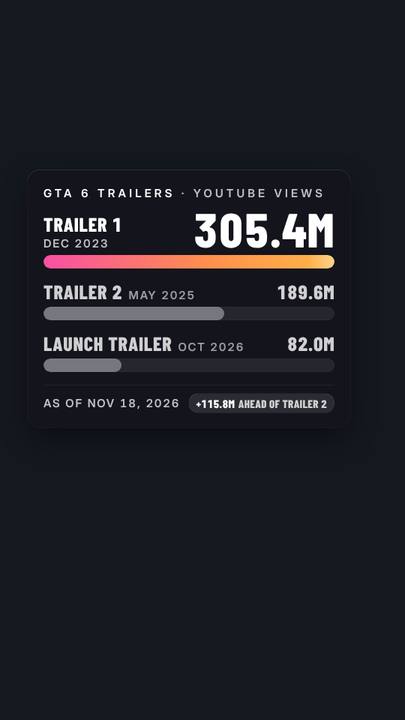 GTA 6 TRAILERS · YOUTUBE VIEWS
TRAILER 1
305.4M
DEC 2023
TRAILER 2 MAY 2025 189.6M
LAUNCH TRAILER OCT 2026 82.0M
AS OF NOV 18, 2026 +115.8M AHEAD OF TRAILER 2